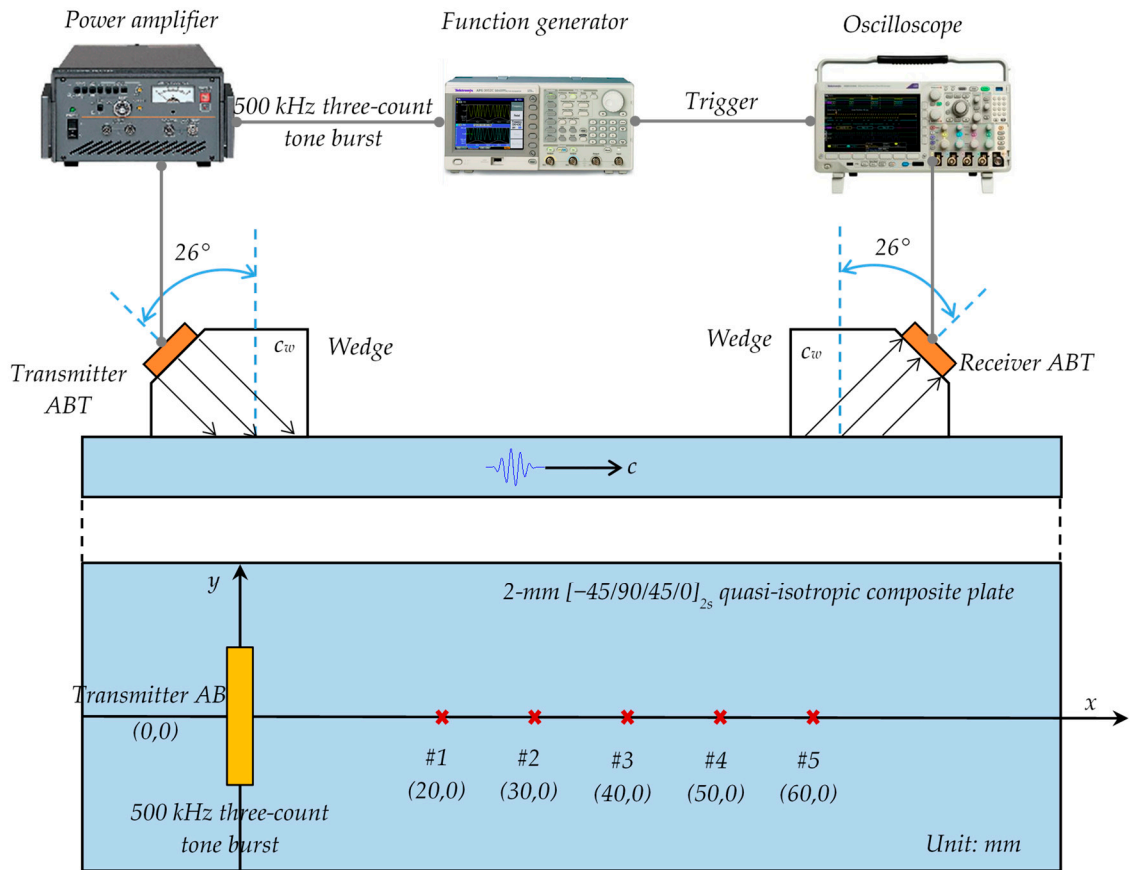 Power amplifier
Function generator
Oscilloscope
500 kHz three-count
tone burst
Trigger
26°
26°
Wedge
Wedge
c_w
c_w
Transmitter
ABT
Receiver ABT
c
y
2-mm [−45/90/45/0]_2s quasi-isotropic composite plate
Transmitter AB
(0,0)
x
#1
(20,0)
#2
(30,0)
#3
(40,0)
#4
(50,0)
#5
(60,0)
500 kHz three-count
tone burst
Unit: mm